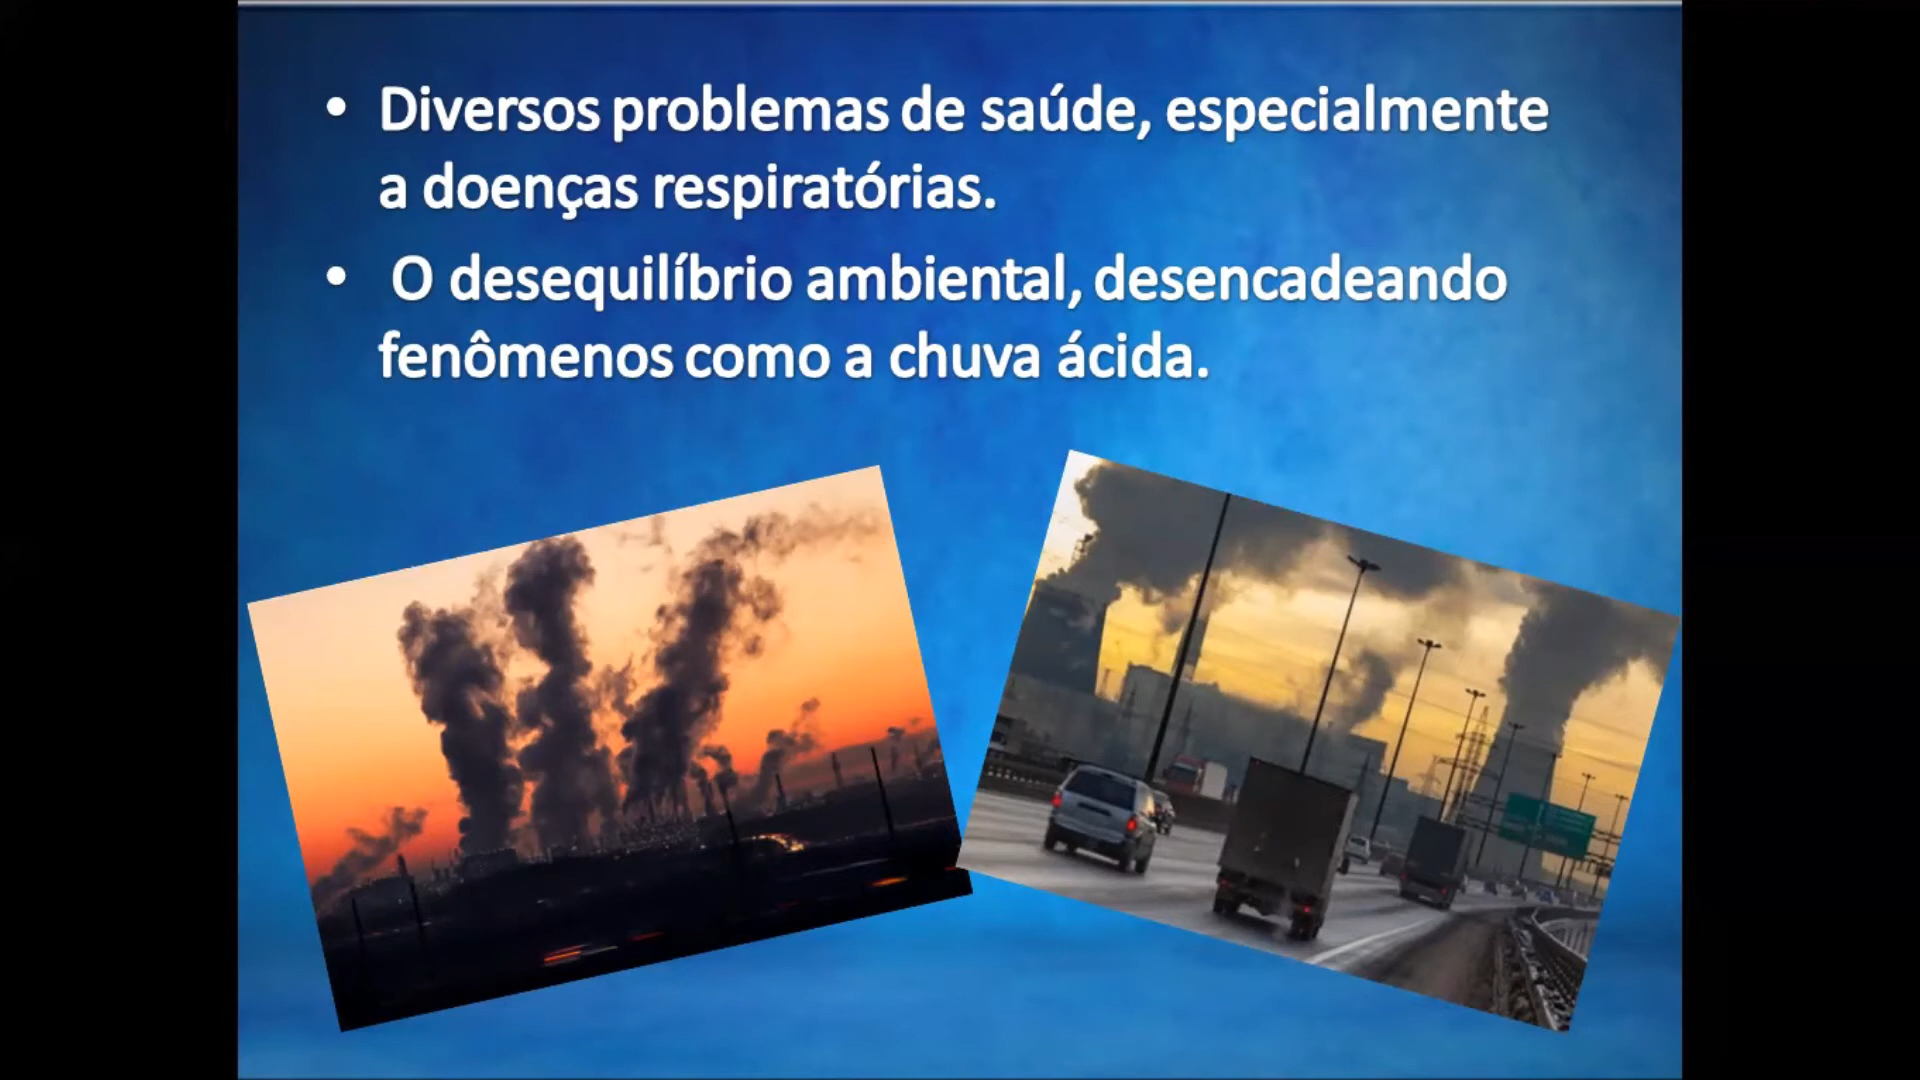 • Diversos problemas de saúde, especialmente
a doenças respiratórias.
• O desequilíbrio ambiental, desencadeando
fenômenos como a chuva ácida.